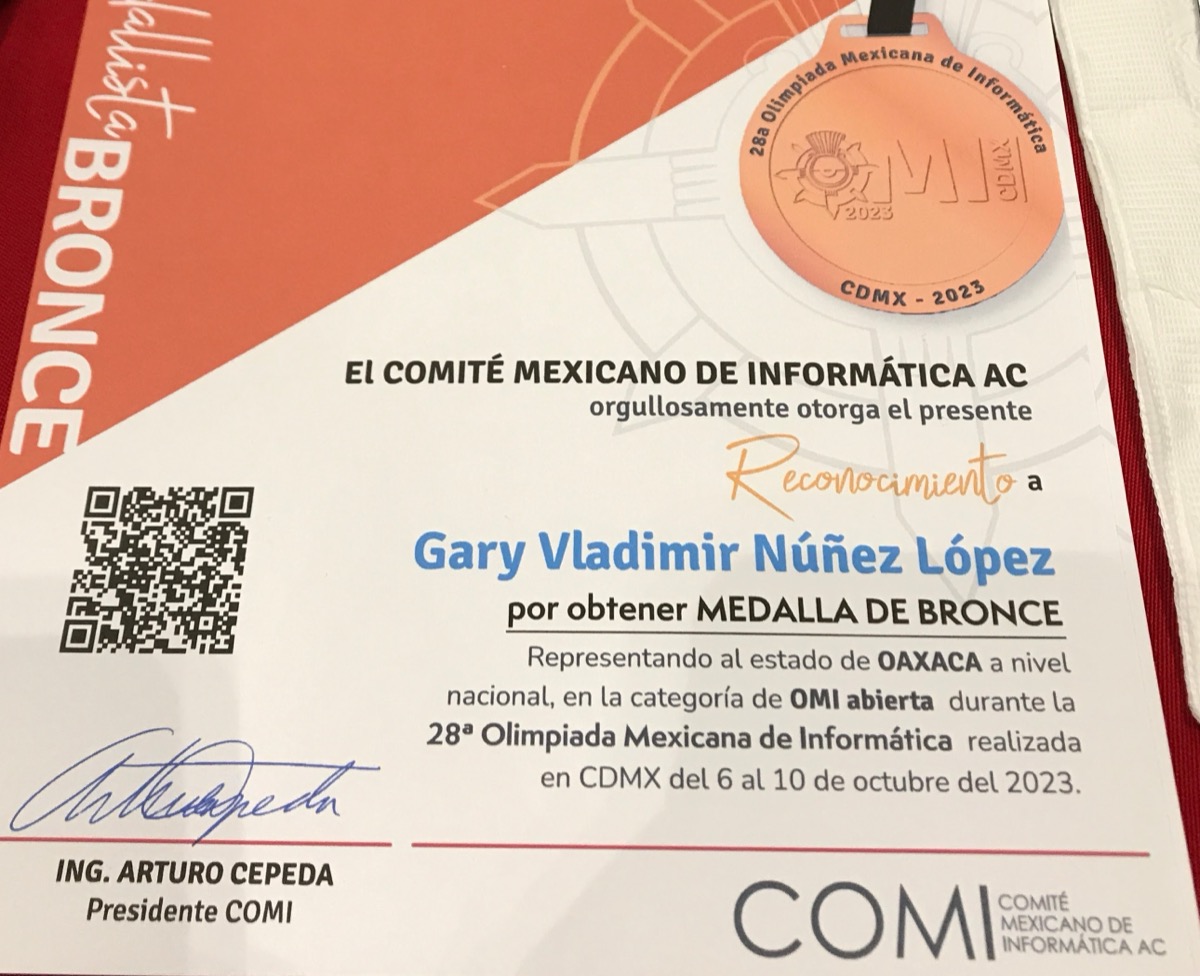 BRONCE
28a Olimpiada Mexicana de Informática
OMI
CDMX
2023
CDMX - 2023
El COMITÉ MEXICANO DE INFORMÁTICA AC
orgullosamente otorga el presente
Reconocimiento a
Gary Vladimir Núñez López
por obtener MEDALLA DE BRONCE
Representando al estado de OAXACA a nivel
nacional, en la categoría de OMI abierta durante la
28ª Olimpiada Mexicana de Informática realizada
en CDMX del 6 al 10 de octubre del 2023.
ING. ARTURO CEPEDA
Presidente COMI
COMI
COMITÉ
MEXICANO DE
INFORMÁTICA AC